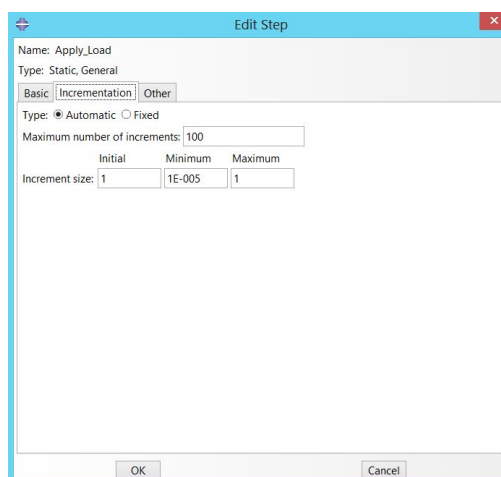 Edit Step
Name: Apply_Load
Type: Static, General
Basic Incrementation Other
Type: Automatic Fixed
Maximum number of increments: 100
Initial Minimum Maximum
Increment size: 1 1E-005 1
OK Cancel